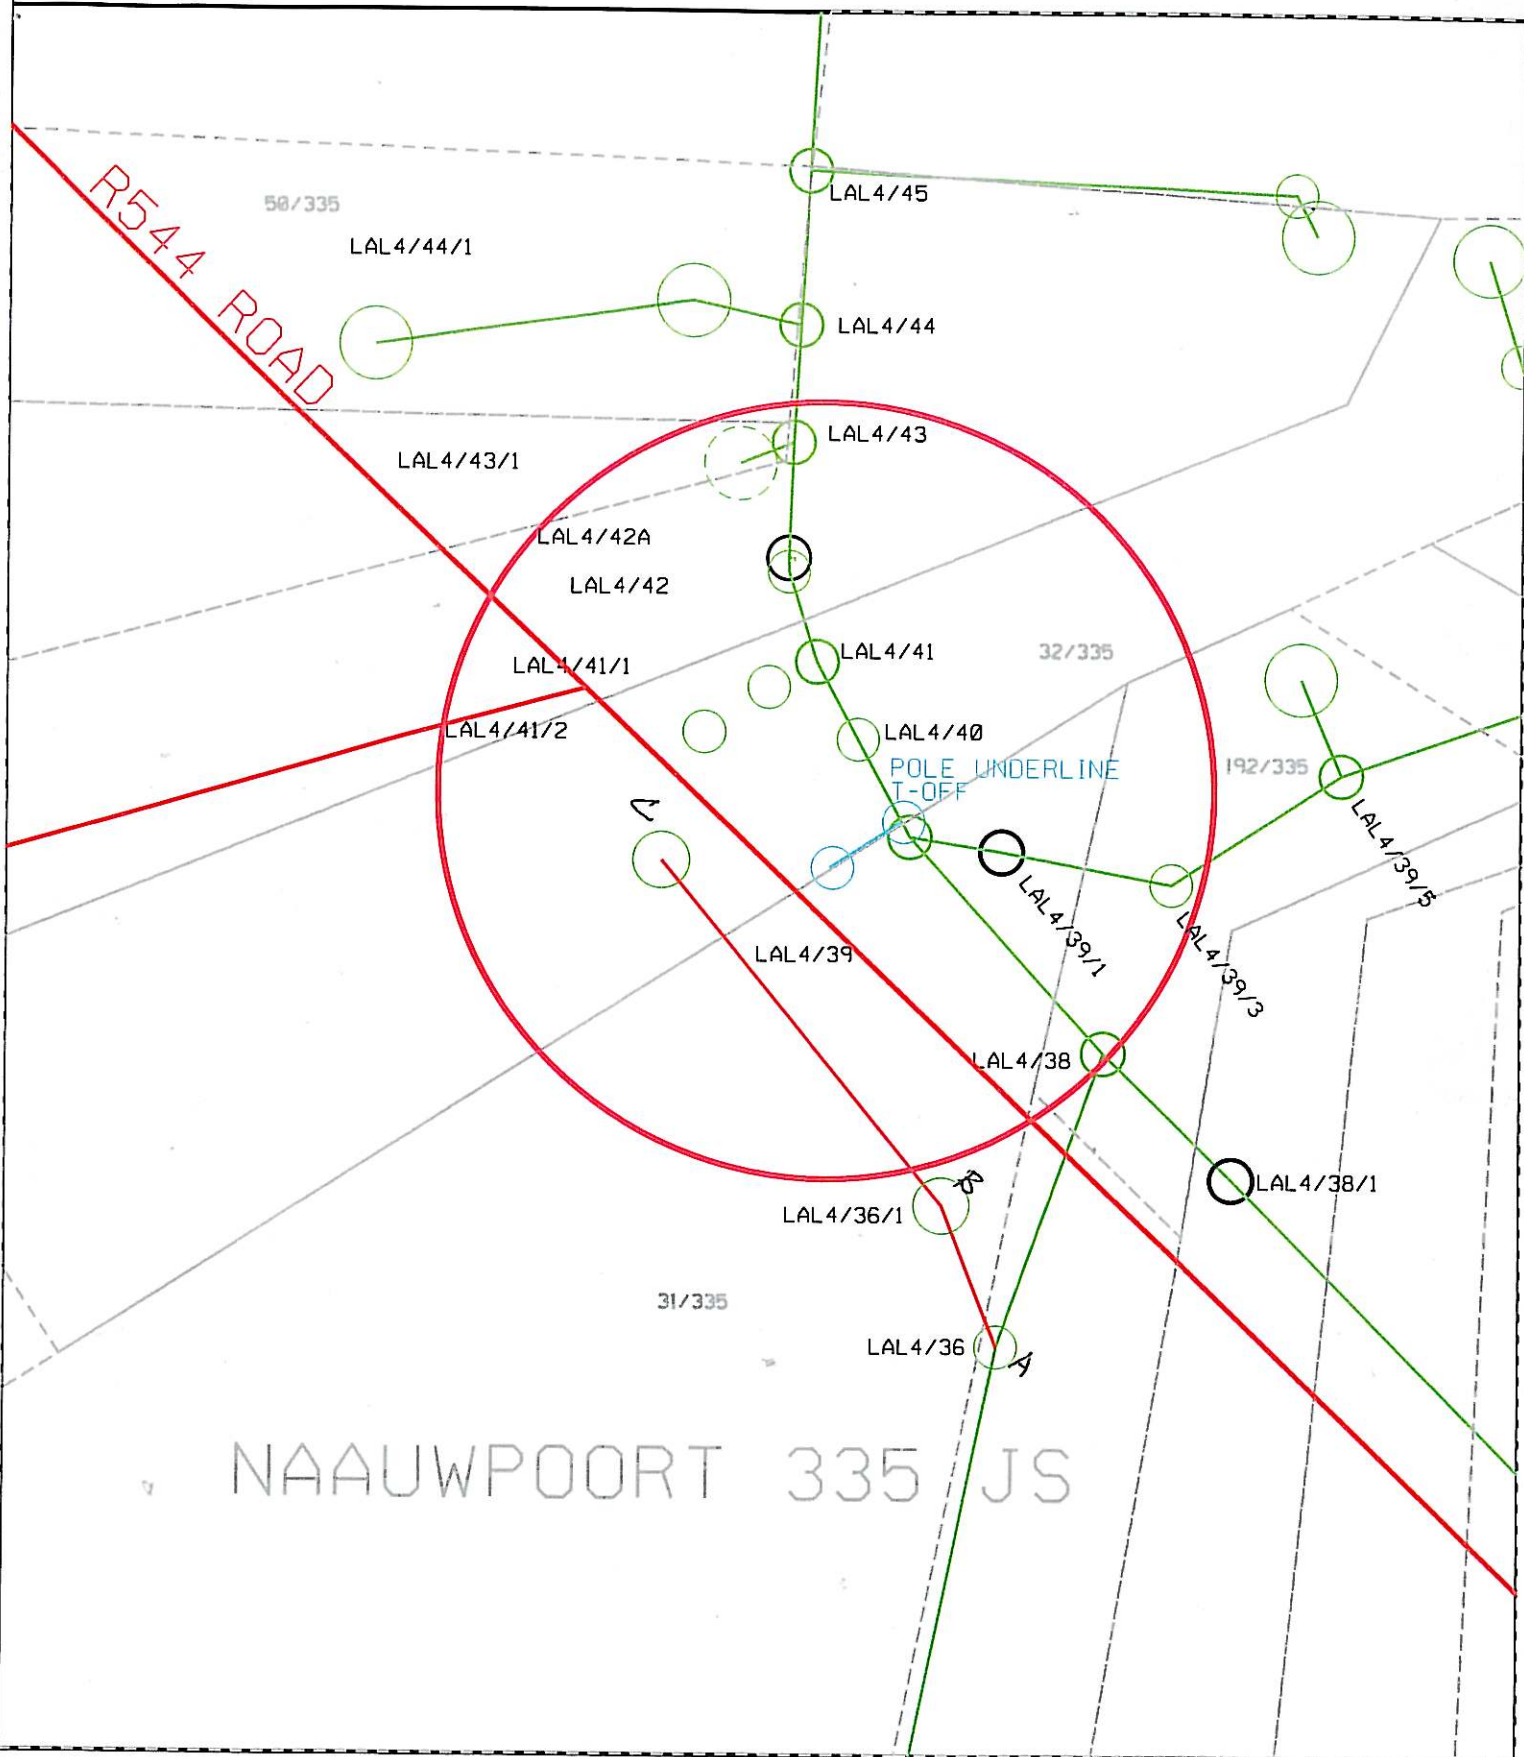 LAL4/45
R544 ROAD
50/335
LAL4/44/1
LAL4/44
LAL4/43
LAL4/43/1
LAL4/42A
LAL4/42
LAL4/41
32/335
LAL4/41/1
LAL4/41/2
LAL4/40
POLE UNDERLINE
T-OFF
192/335
C
LAL4/39/5
LAL4/39/1
LAL4/39
LAL4/39/3
LAL4/38
LAL4/38/1
B
LAL4/36/1
31/335
LAL4/36
A
NAAUWPOORT 335 JS